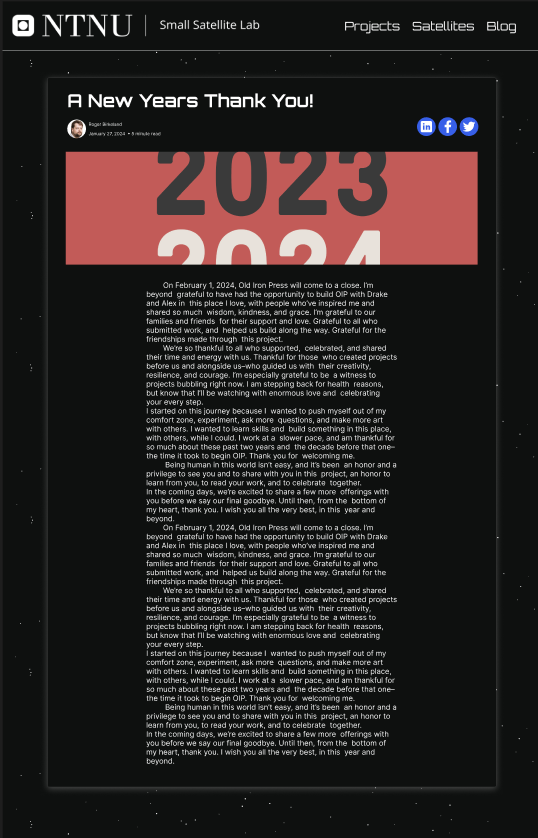 NTNU Small Satellite Lab Projects Satellites Blog
A New Years Thank You!
Roger Birkeland
January 27, 2024 • 5 minute read
2023
2024
On February 1, 2024, Old Iron Press will come to a close. I'm
beyond grateful to have had the opportunity to build OIP with Drake
and Alex in this place I love, with people who've inspired me and
shared so much wisdom, kindness, and grace. I'm grateful to our
families and friends for their support and love. Grateful to all who
submitted work, and helped us build along the way. Grateful for the
friendships made through this project.
We're so thankful to all who supported, celebrated, and shared
their time and energy with us. Thankful for those who created projects
before us and alongside us–who guided us with their creativity,
resilience, and courage. I'm especially grateful to be a witness to
projects bubbling right now. I am stepping back for health reasons,
but know that I'll be watching with enormous love and celebrating
your every step.
I started on this journey because I wanted to push myself out of my
comfort zone, experiment, ask more questions, and make more art
with others. I wanted to learn skills and build something in this place,
with others, while I could. I work at a slower pace, and am thankful for
so much about these past two years and the decade before that one–
the time it took to begin OIP. Thank you for welcoming me.
Being human in this world isn't easy, and it's been an honor and a
privilege to see you and to share with you in this project, an honor to
learn from you, to read your work, and to celebrate together.
In the coming days, we're excited to share a few more offerings with
you before we say our final goodbye. Until then, from the bottom of
my heart, thank you. I wish you all the very best, in this year and
beyond.
On February 1, 2024, Old Iron Press will come to a close. I'm
beyond grateful to have had the opportunity to build OIP with Drake
and Alex in this place I love, with people who've inspired me and
shared so much wisdom, kindness, and grace. I'm grateful to our
families and friends for their support and love. Grateful to all who
submitted work, and helped us build along the way. Grateful for the
friendships made through this project.
We're so thankful to all who supported, celebrated, and shared
their time and energy with us. Thankful for those who created projects
before us and alongside us–who guided us with their creativity,
resilience, and courage. I'm especially grateful to be a witness to
projects bubbling right now. I am stepping back for health reasons,
but know that I'll be watching with enormous love and celebrating
your every step.
I started on this journey because I wanted to push myself out of my
comfort zone, experiment, ask more questions, and make more art
with others. I wanted to learn skills and build something in this place,
with others, while I could. I work at a slower pace, and am thankful for
so much about these past two years and the decade before that one–
the time it took to begin OIP. Thank you for welcoming me.
Being human in this world isn't easy, and it's been an honor and a
privilege to see you and to share with you in this project, an honor to
learn from you, to read your work, and to celebrate together.
In the coming days, we're excited to share a few more offerings with
you before we say our final goodbye. Until then, from the bottom of
my heart, thank you. I wish you all the very best, in this year and
beyond.